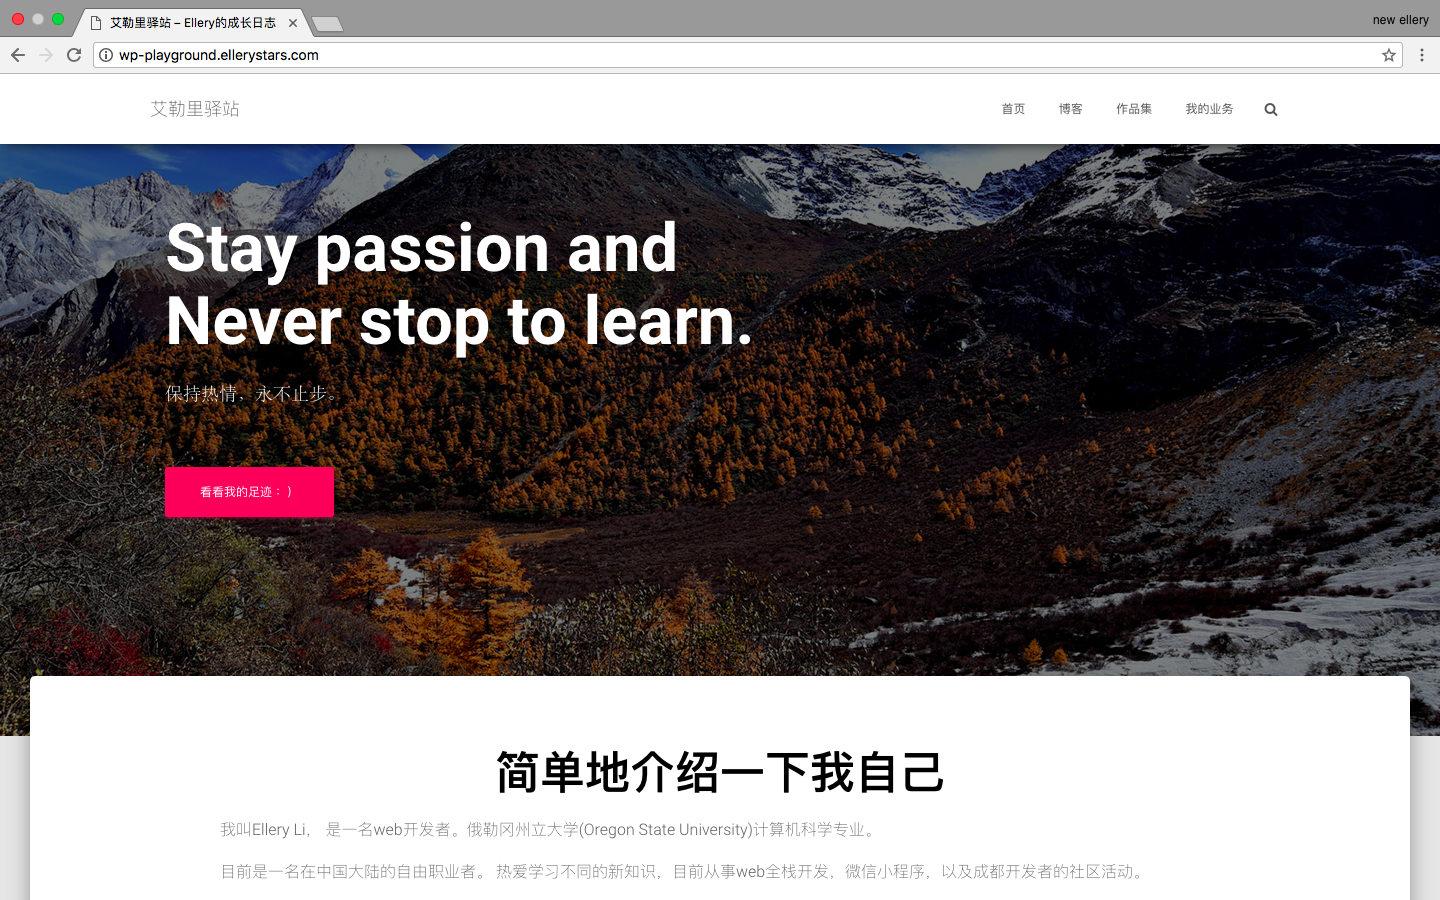 艾勒里驿站 – Ellery的成长日志
new ellery
wp-playground.ellerystars.com
艾勒里驿站
首页 博客 作品集 我的业务
Stay passion and
Never stop to learn.
保持热情，永不止步。
看看我的足迹：）
简单地介绍一下我自己
我叫Ellery Li， 是一名web开发者。俄勒冈州立大学(Oregon State University)计算机科学专业。
目前是一名在中国大陆的自由职业者。 热爱学习不同的新知识，目前从事web全栈开发，微信小程序，以及成都开发者的社区活动。